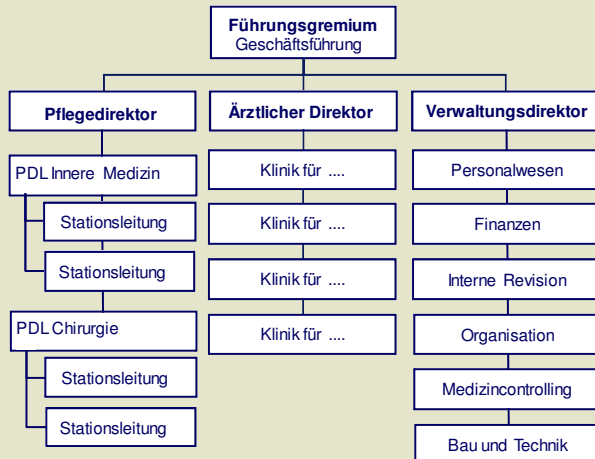 Führungsgremium
Geschäftsführung
Pflegedirektor
Ärztlicher Direktor
Verwaltungsdirektor
PDL Innere Medizin
Klinik für ....
Personalwesen
Stationsleitung
Klinik für ....
Finanzen
Stationsleitung
Klinik für ....
Interne Revision
PDL Chirurgie
Klinik für ....
Organisation
Stationsleitung
Medizincontrolling
Stationsleitung
Bau und Technik